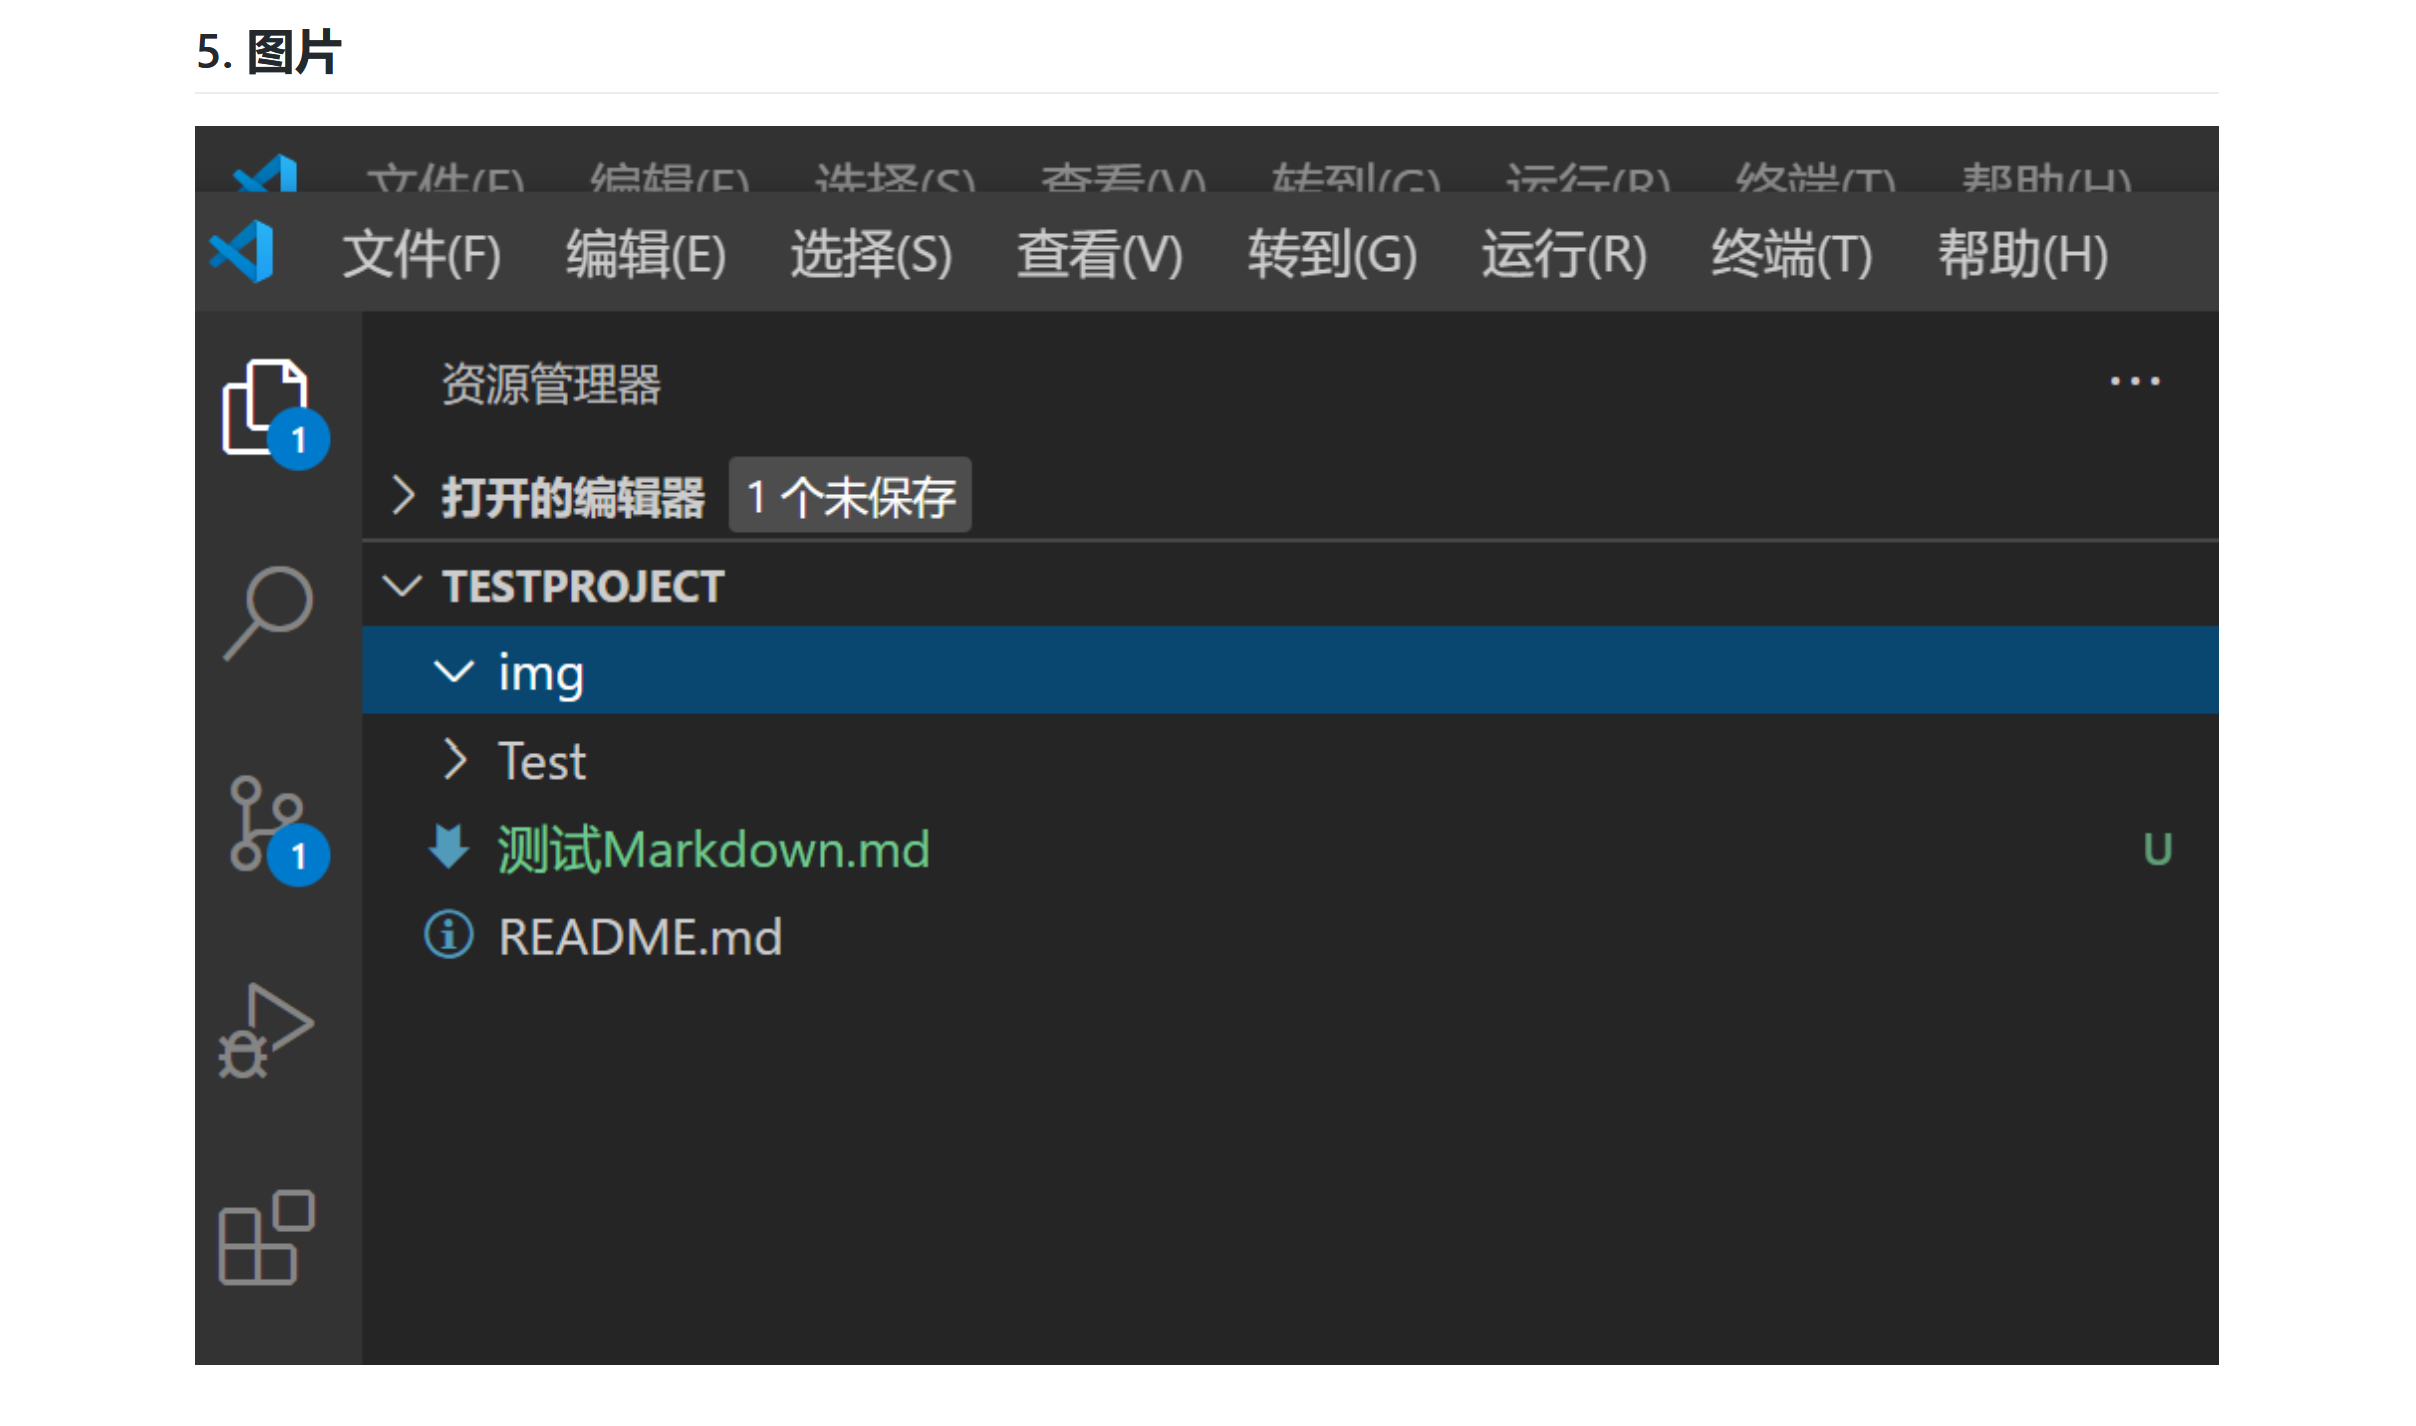 5. 图片
文件(F) 编辑(E) 选择(S) 查看(V) 转到(G) 运行(R) 终端(T) 帮助(H)
文件(F) 编辑(E) 选择(S) 查看(V) 转到(G) 运行(R) 终端(T) 帮助(H)
资源管理器 ...
1
打开的编辑器 1 个未保存
TESTPROJECT
img
Test
测试Markdown.md U
1
README.md